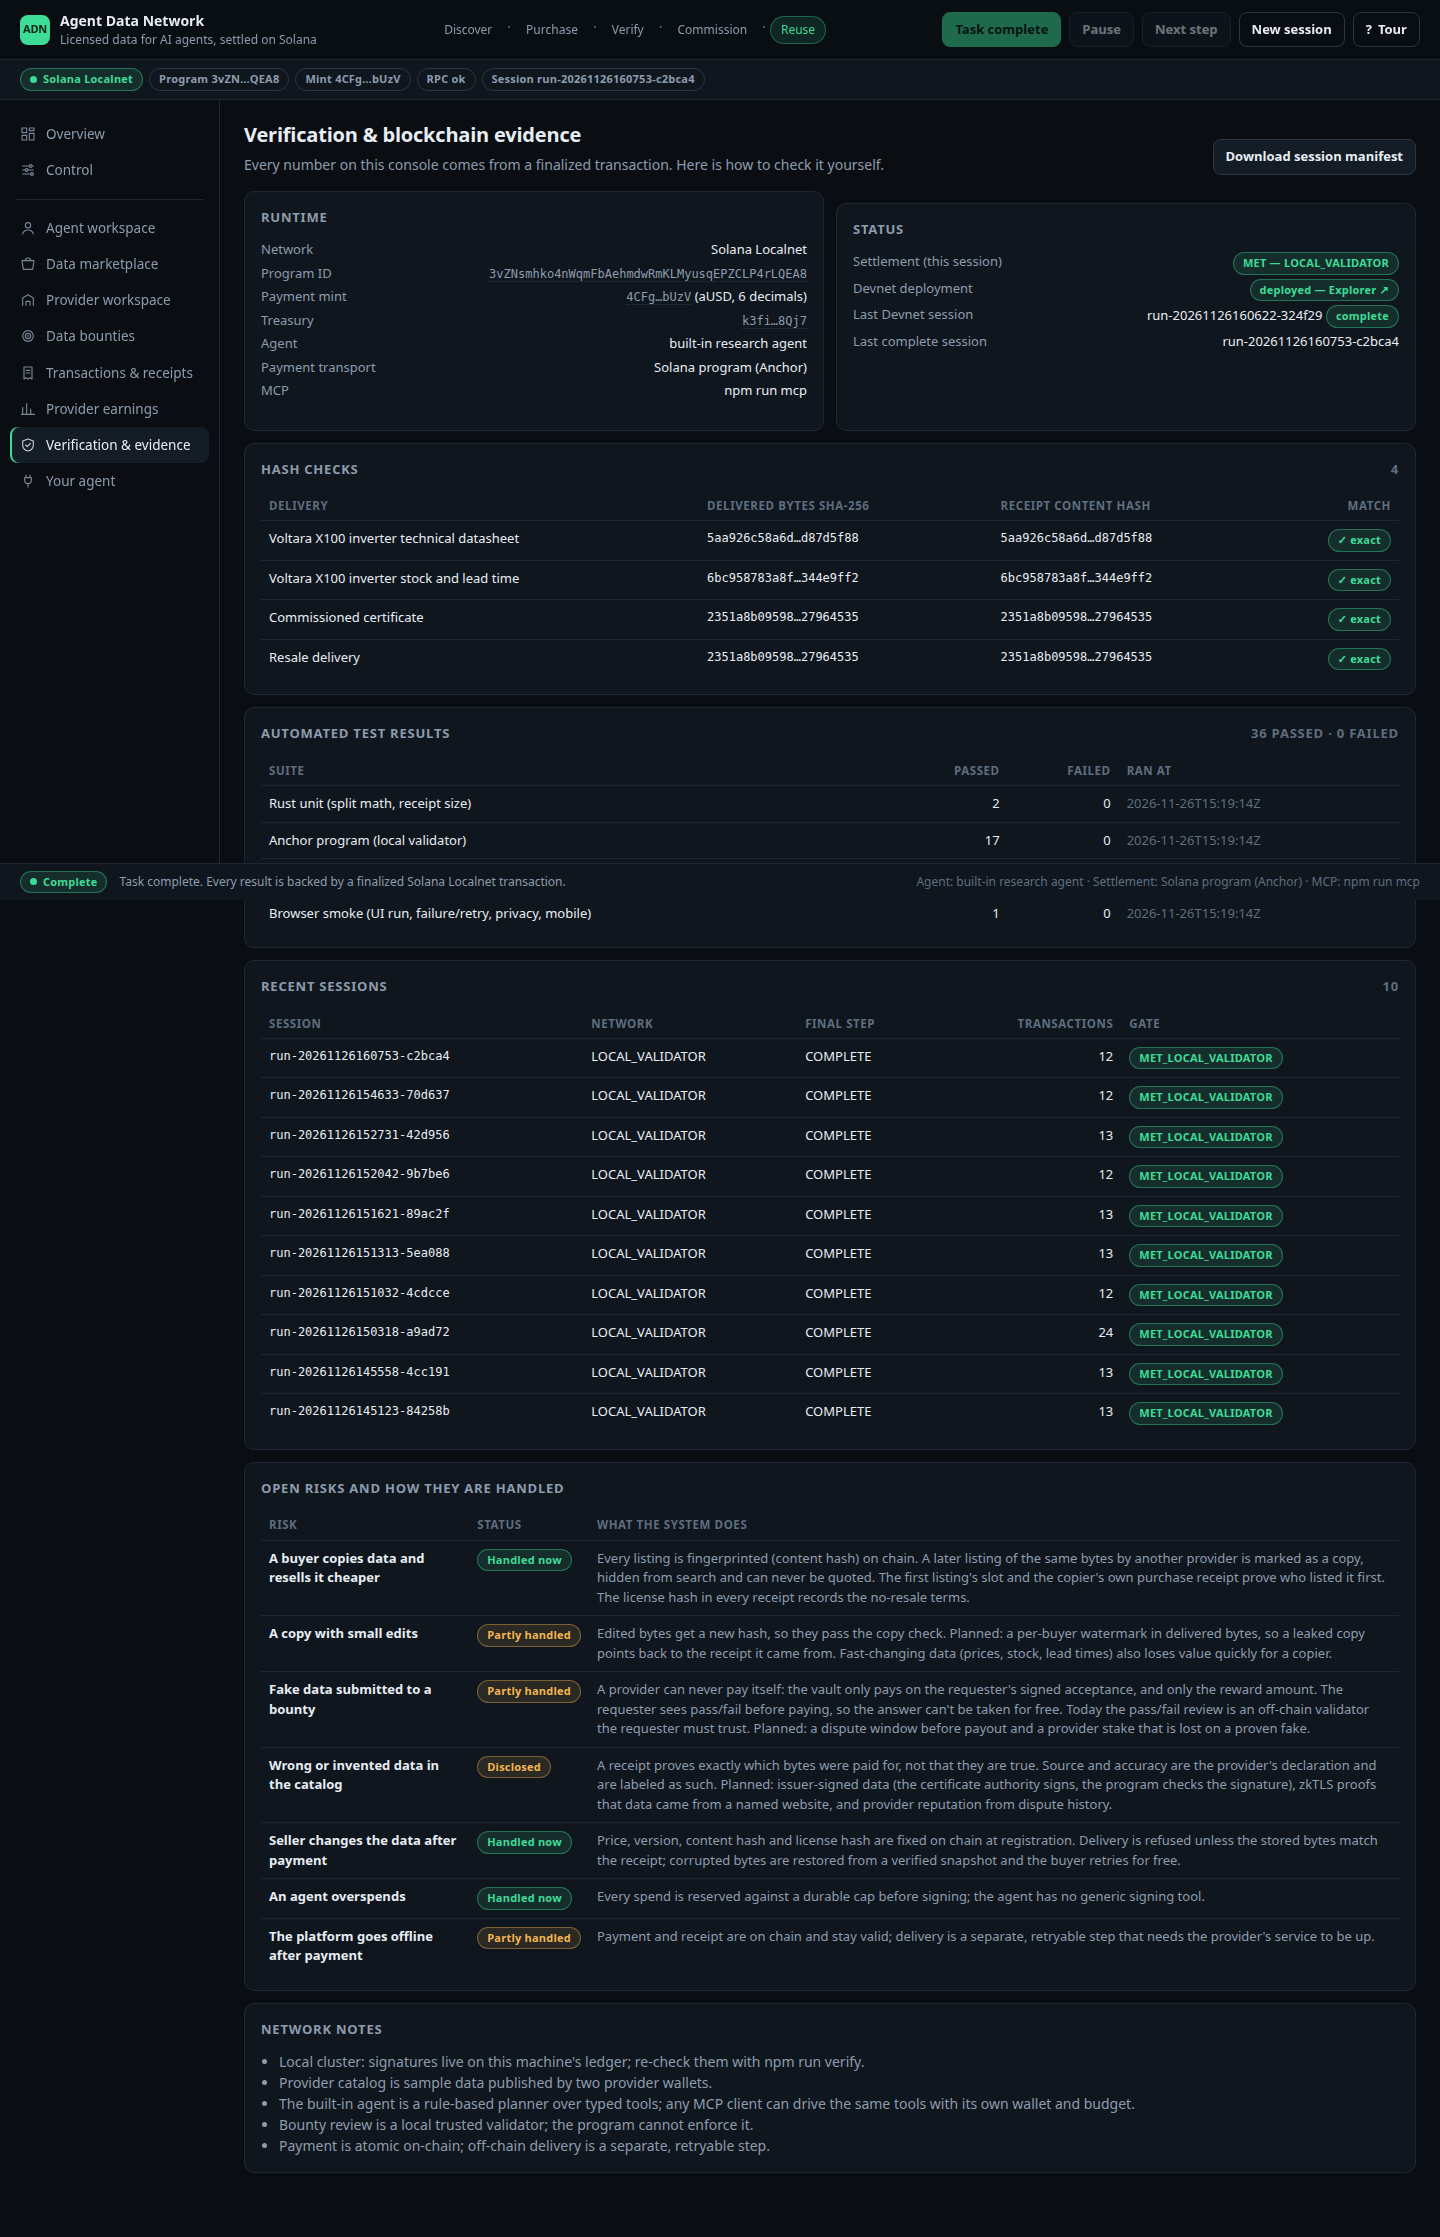 ADN
Agent Data Network
Licensed data for AI agents, settled on Solana
Discover · Purchase · Verify · Commission · Reuse
Task complete
Pause
Next step
New session
? Tour
Solana Localnet
Program 3vZN…QEA8
Mint 4CFg…bUzV
RPC ok
Session run-20261126160753-c2bca4
Overview
Control
Agent workspace
Data marketplace
Provider workspace
Data bounties
Transactions & receipts
Provider earnings
Verification & evidence
Your agent
Verification & blockchain evidence
Every number on this console comes from a finalized transaction. Here is how to check it yourself.
Download session manifest
RUNTIME
Network Solana Localnet
Program ID 3vZNsmhko4nWqmFbAehmdwRmKLMyusqEPZCLP4rLQEA8
Payment mint 4CFg…bUzV (aUSD, 6 decimals)
Treasury k3fi…8Qj7
Agent built-in research agent
Payment transport Solana program (Anchor)
MCP npm run mcp
STATUS
Settlement (this session) MET — LOCAL_VALIDATOR
Devnet deployment deployed — Explorer ↗
Last Devnet session run-20261126160622-324f29 complete
Last complete session run-20261126160753-c2bca4
HASH CHECKS 4
DELIVERY DELIVERED BYTES SHA-256 RECEIPT CONTENT HASH MATCH
Voltara X100 inverter technical datasheet 5aa926c58a6d…d87d5f88 5aa926c58a6d…d87d5f88 ✓ exact
Voltara X100 inverter stock and lead time 6bc958783a8f…344e9ff2 6bc958783a8f…344e9ff2 ✓ exact
Commissioned certificate 2351a8b09598…27964535 2351a8b09598…27964535 ✓ exact
Resale delivery 2351a8b09598…27964535 2351a8b09598…27964535 ✓ exact
AUTOMATED TEST RESULTS 36 PASSED · 0 FAILED
SUITE PASSED FAILED RAN AT
Rust unit (split math, receipt size) 2 0 2026-11-26T15:19:14Z
Anchor program (local validator) 17 0 2026-11-26T15:19:14Z
Complete Task complete. Every result is backed by a finalized Solana Localnet transaction. Agent: built-in research agent · Settlement: Solana program (Anchor) · MCP: npm run mcp
Browser smoke (UI run, failure/retry, privacy, mobile) 1 0 2026-11-26T15:19:14Z
RECENT SESSIONS 10
SESSION NETWORK FINAL STEP TRANSACTIONS GATE
run-20261126160753-c2bca4 LOCAL_VALIDATOR COMPLETE 12 MET_LOCAL_VALIDATOR
run-20261126154633-70d637 LOCAL_VALIDATOR COMPLETE 12 MET_LOCAL_VALIDATOR
run-20261126152731-42d956 LOCAL_VALIDATOR COMPLETE 13 MET_LOCAL_VALIDATOR
run-20261126152042-9b7be6 LOCAL_VALIDATOR COMPLETE 12 MET_LOCAL_VALIDATOR
run-20261126151621-89ac2f LOCAL_VALIDATOR COMPLETE 13 MET_LOCAL_VALIDATOR
run-20261126151313-5ea088 LOCAL_VALIDATOR COMPLETE 13 MET_LOCAL_VALIDATOR
run-20261126151032-4cdcce LOCAL_VALIDATOR COMPLETE 12 MET_LOCAL_VALIDATOR
run-20261126150318-a9ad72 LOCAL_VALIDATOR COMPLETE 24 MET_LOCAL_VALIDATOR
run-20261126145558-4cc191 LOCAL_VALIDATOR COMPLETE 13 MET_LOCAL_VALIDATOR
run-20261126145123-84258b LOCAL_VALIDATOR COMPLETE 13 MET_LOCAL_VALIDATOR
OPEN RISKS AND HOW THEY ARE HANDLED
RISK STATUS WHAT THE SYSTEM DOES
A buyer copies data and
resells it cheaper
Handled now
Every listing is fingerprinted (content hash) on chain. A later listing of the same bytes by another provider is marked as a copy,
hidden from search and can never be quoted. The first listing's slot and the copier's own purchase receipt prove who listed it first.
The license hash in every receipt records the no-resale terms.
A copy with small edits
Partly handled
Edited bytes get a new hash, so they pass the copy check. Planned: a per-buyer watermark in delivered bytes, so a leaked copy
points back to the receipt it came from. Fast-changing data (prices, stock, lead times) also loses value quickly for a copier.
Fake data submitted to a
bounty
Partly handled
A provider can never pay itself: the vault only pays on the requester's signed acceptance, and only the reward amount. The
requester sees pass/fail before paying, so the answer can't be taken for free. Today the pass/fail review is an off-chain validator
the requester must trust. Planned: a dispute window before payout and a provider stake that is lost on a proven fake.
Wrong or invented data in
the catalog
Disclosed
A receipt proves exactly which bytes were paid for, not that they are true. Source and accuracy are the provider's declaration and
are labeled as such. Planned: issuer-signed data (the certificate authority signs, the program checks the signature), zkTLS proofs
that data came from a named website, and provider reputation from dispute history.
Seller changes the data after
payment
Handled now
Price, version, content hash and license hash are fixed on chain at registration. Delivery is refused unless the stored bytes match
the receipt; corrupted bytes are restored from a verified snapshot and the buyer retries for free.
An agent overspends
Handled now
Every spend is reserved against a durable cap before signing; the agent has no generic signing tool.
The platform goes offline
after payment
Partly handled
Payment and receipt are on chain and stay valid; delivery is a separate, retryable step that needs the provider's service to be up.
NETWORK NOTES
• Local cluster: signatures live on this machine's ledger; re-check them with npm run verify.
• Provider catalog is sample data published by two provider wallets.
• The built-in agent is a rule-based planner over typed tools; any MCP client can drive the same tools with its own wallet and budget.
• Bounty review is a local trusted validator; the program cannot enforce it.
• Payment is atomic on-chain; off-chain delivery is a separate, retryable step.